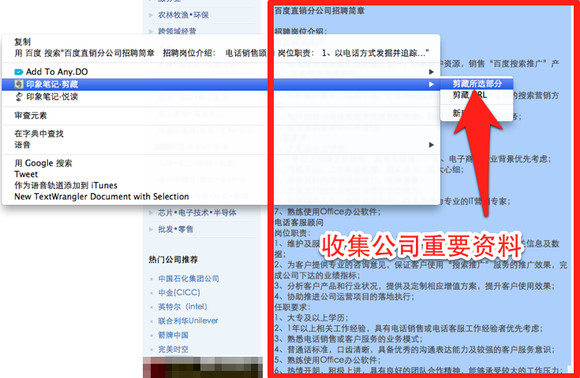 农林牧渔•环保
跨领域经营
百度直销分公司招聘简章
招聘岗位介绍:
复制
用 百度 搜索"百度直销分公司招聘简章 招聘岗位介绍: 电话销售顾问 岗位职责: 1、以电话方式发掘并追踪..."
Add To Any.DO
印象笔记·剪藏
印象笔记·悦读
审查元素
在字典中查找
语音
用 Google 搜索
Tweet
作为语音轨道添加到 iTunes
New TextWrangler Document with Selection
剪藏所选部分
剪藏 URL
资源，销售"百度搜索推广"产
的搜索营销方
、电子商
业背景优先考虑；
为专业的IT营销专家；
7、熟练使用Office办公软件；
电话客服顾问
岗位职责：
收集公司重要资料
1、维护及服
信息及数
据；
2、为客户提供专业的咨询意见，保证客户使用"搜索推广"服务的推广效果，完
成公司下达的业绩指标；
3、分析客户产品和行业状况，提供及定制相应增值方案，提升客户使用效果；
4、协助推进公司运营项目的落地执行；
任职要求：
1、大专及以上学历；
2、1年以上相关工作经验，具有电话销售或电话客服工作经验者优先考虑；
3、熟悉电话销售或客户服务的业务模式；
4、普通话标准，口齿清晰，具备优秀的沟通表达能力及较强的客户服务意识；
5、熟练使用Office办公软件；
6、热情开朗，积极上进，具有良好的团队合作精神，能够承受较大的工作压力；
芯片•电子技术•半导体
批发•零售
热门公司推荐
中国石化集团公司
中金(CICC)
英特尔（intel）
联合利华Unilever
箭牌中国
完美时空